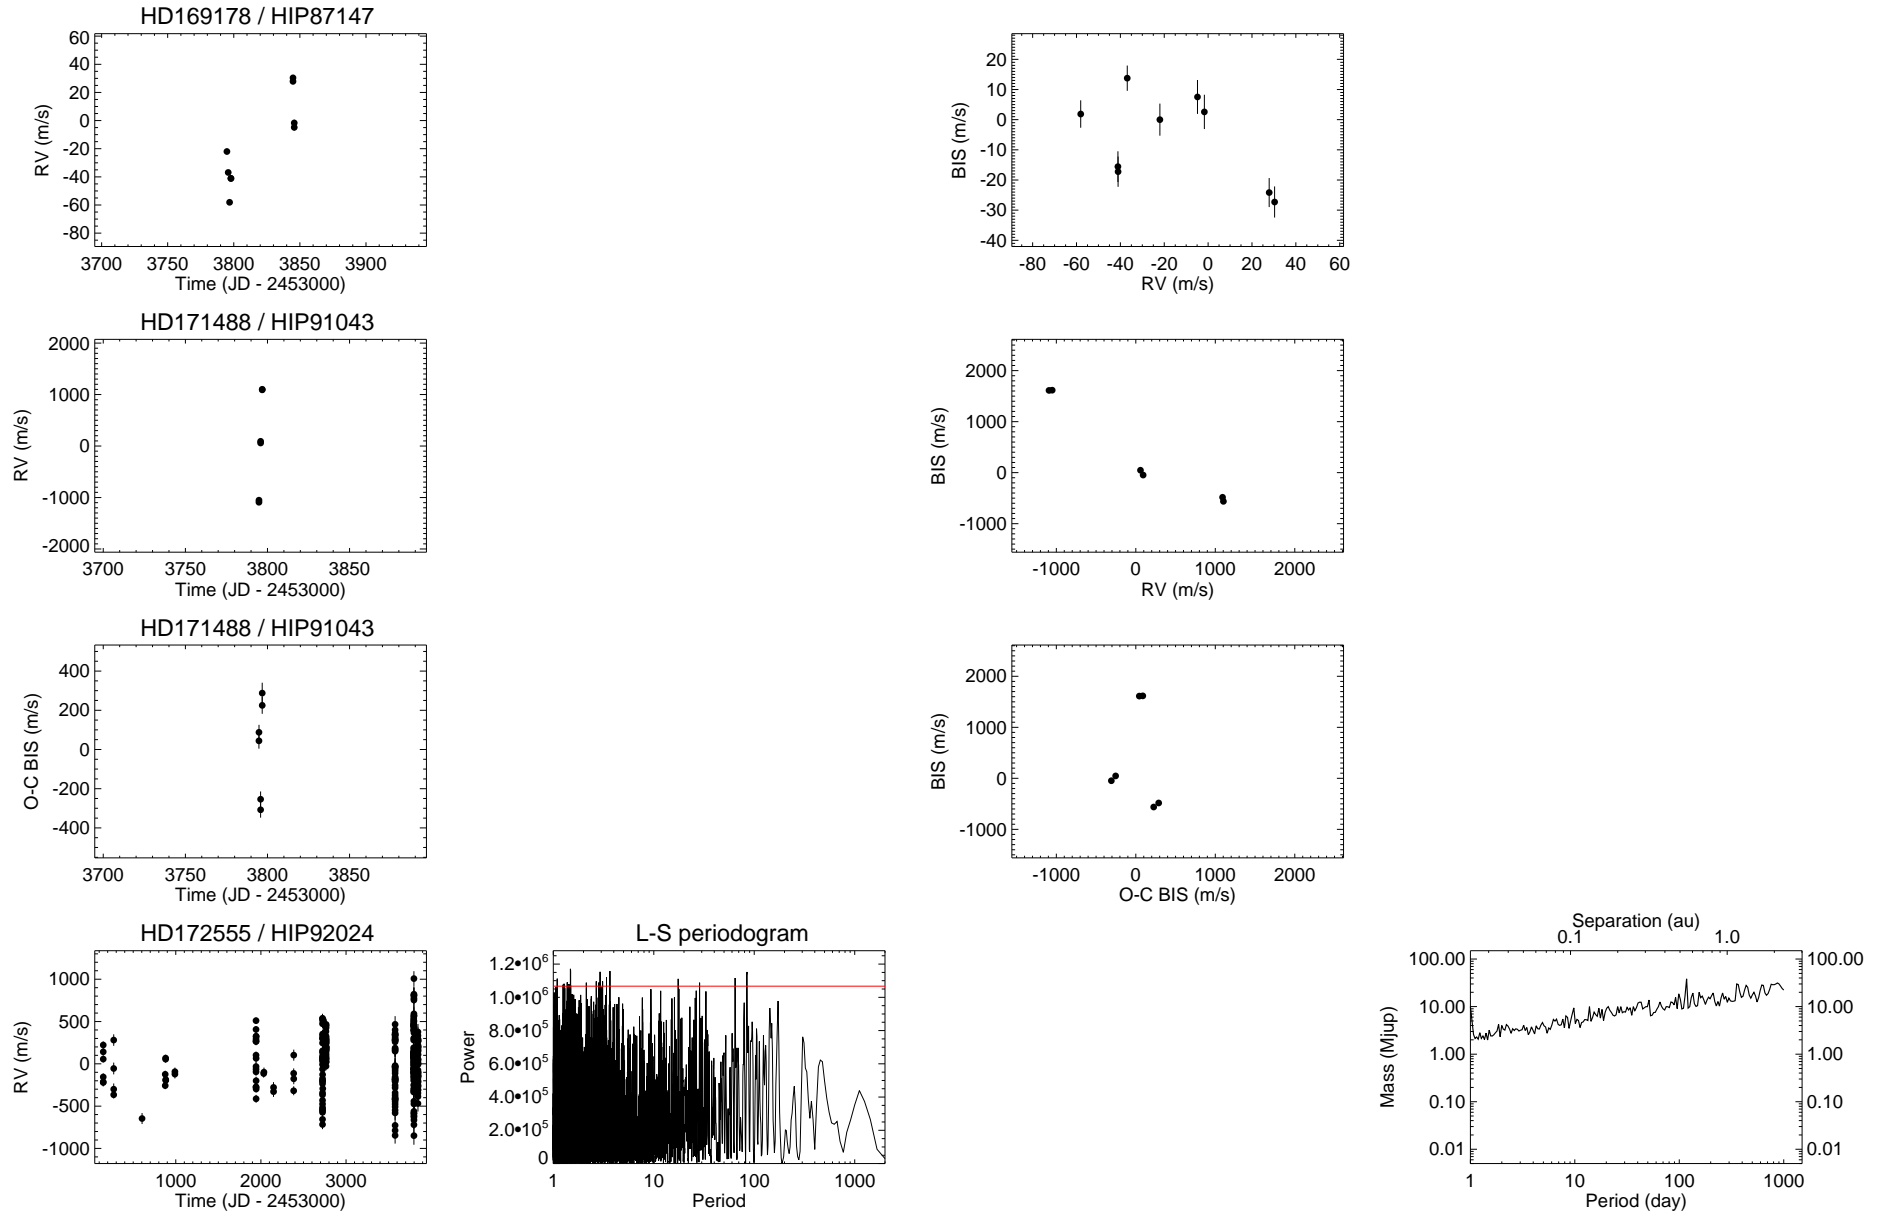 HD169178 / HIP87147
60
40
20
0
-20
-40
-60
-80
RV (m/s)
3700 3750 3800 3850 3900
Time (JD - 2453000)
20
10
0
-10
-20
-30
-40
BIS (m/s)
-80 -60 -40 -20 0 20 40 60
RV (m/s)
HD171488 / HIP91043
2000
1000
0
-1000
-2000
RV (m/s)
3700 3750 3800 3850
Time (JD - 2453000)
2000
1000
0
-1000
BIS (m/s)
-1000 0 1000 2000
RV (m/s)
HD171488 / HIP91043
400
200
0
-200
-400
O-C BIS (m/s)
3700 3750 3800 3850
Time (JD - 2453000)
2000
1000
0
-1000
BIS (m/s)
-1000 0 1000 2000
O-C BIS (m/s)
HD172555 / HIP92024
1000
500
0
-500
-1000
RV (m/s)
1000 2000 3000
Time (JD - 2453000)
L-S periodogram
1.2•10⁶
1.0•10⁶
8.0•10⁵
6.0•10⁵
4.0•10⁵
2.0•10⁵
0
Power
1 10 100 1000
Period
Separation (au)
0.1 1.0
100.00 100.00
10.00 10.00
1.00 1.00
0.10 0.10
0.01 0.01
Mass (Mjup)
1 10 100 1000
Period (day)